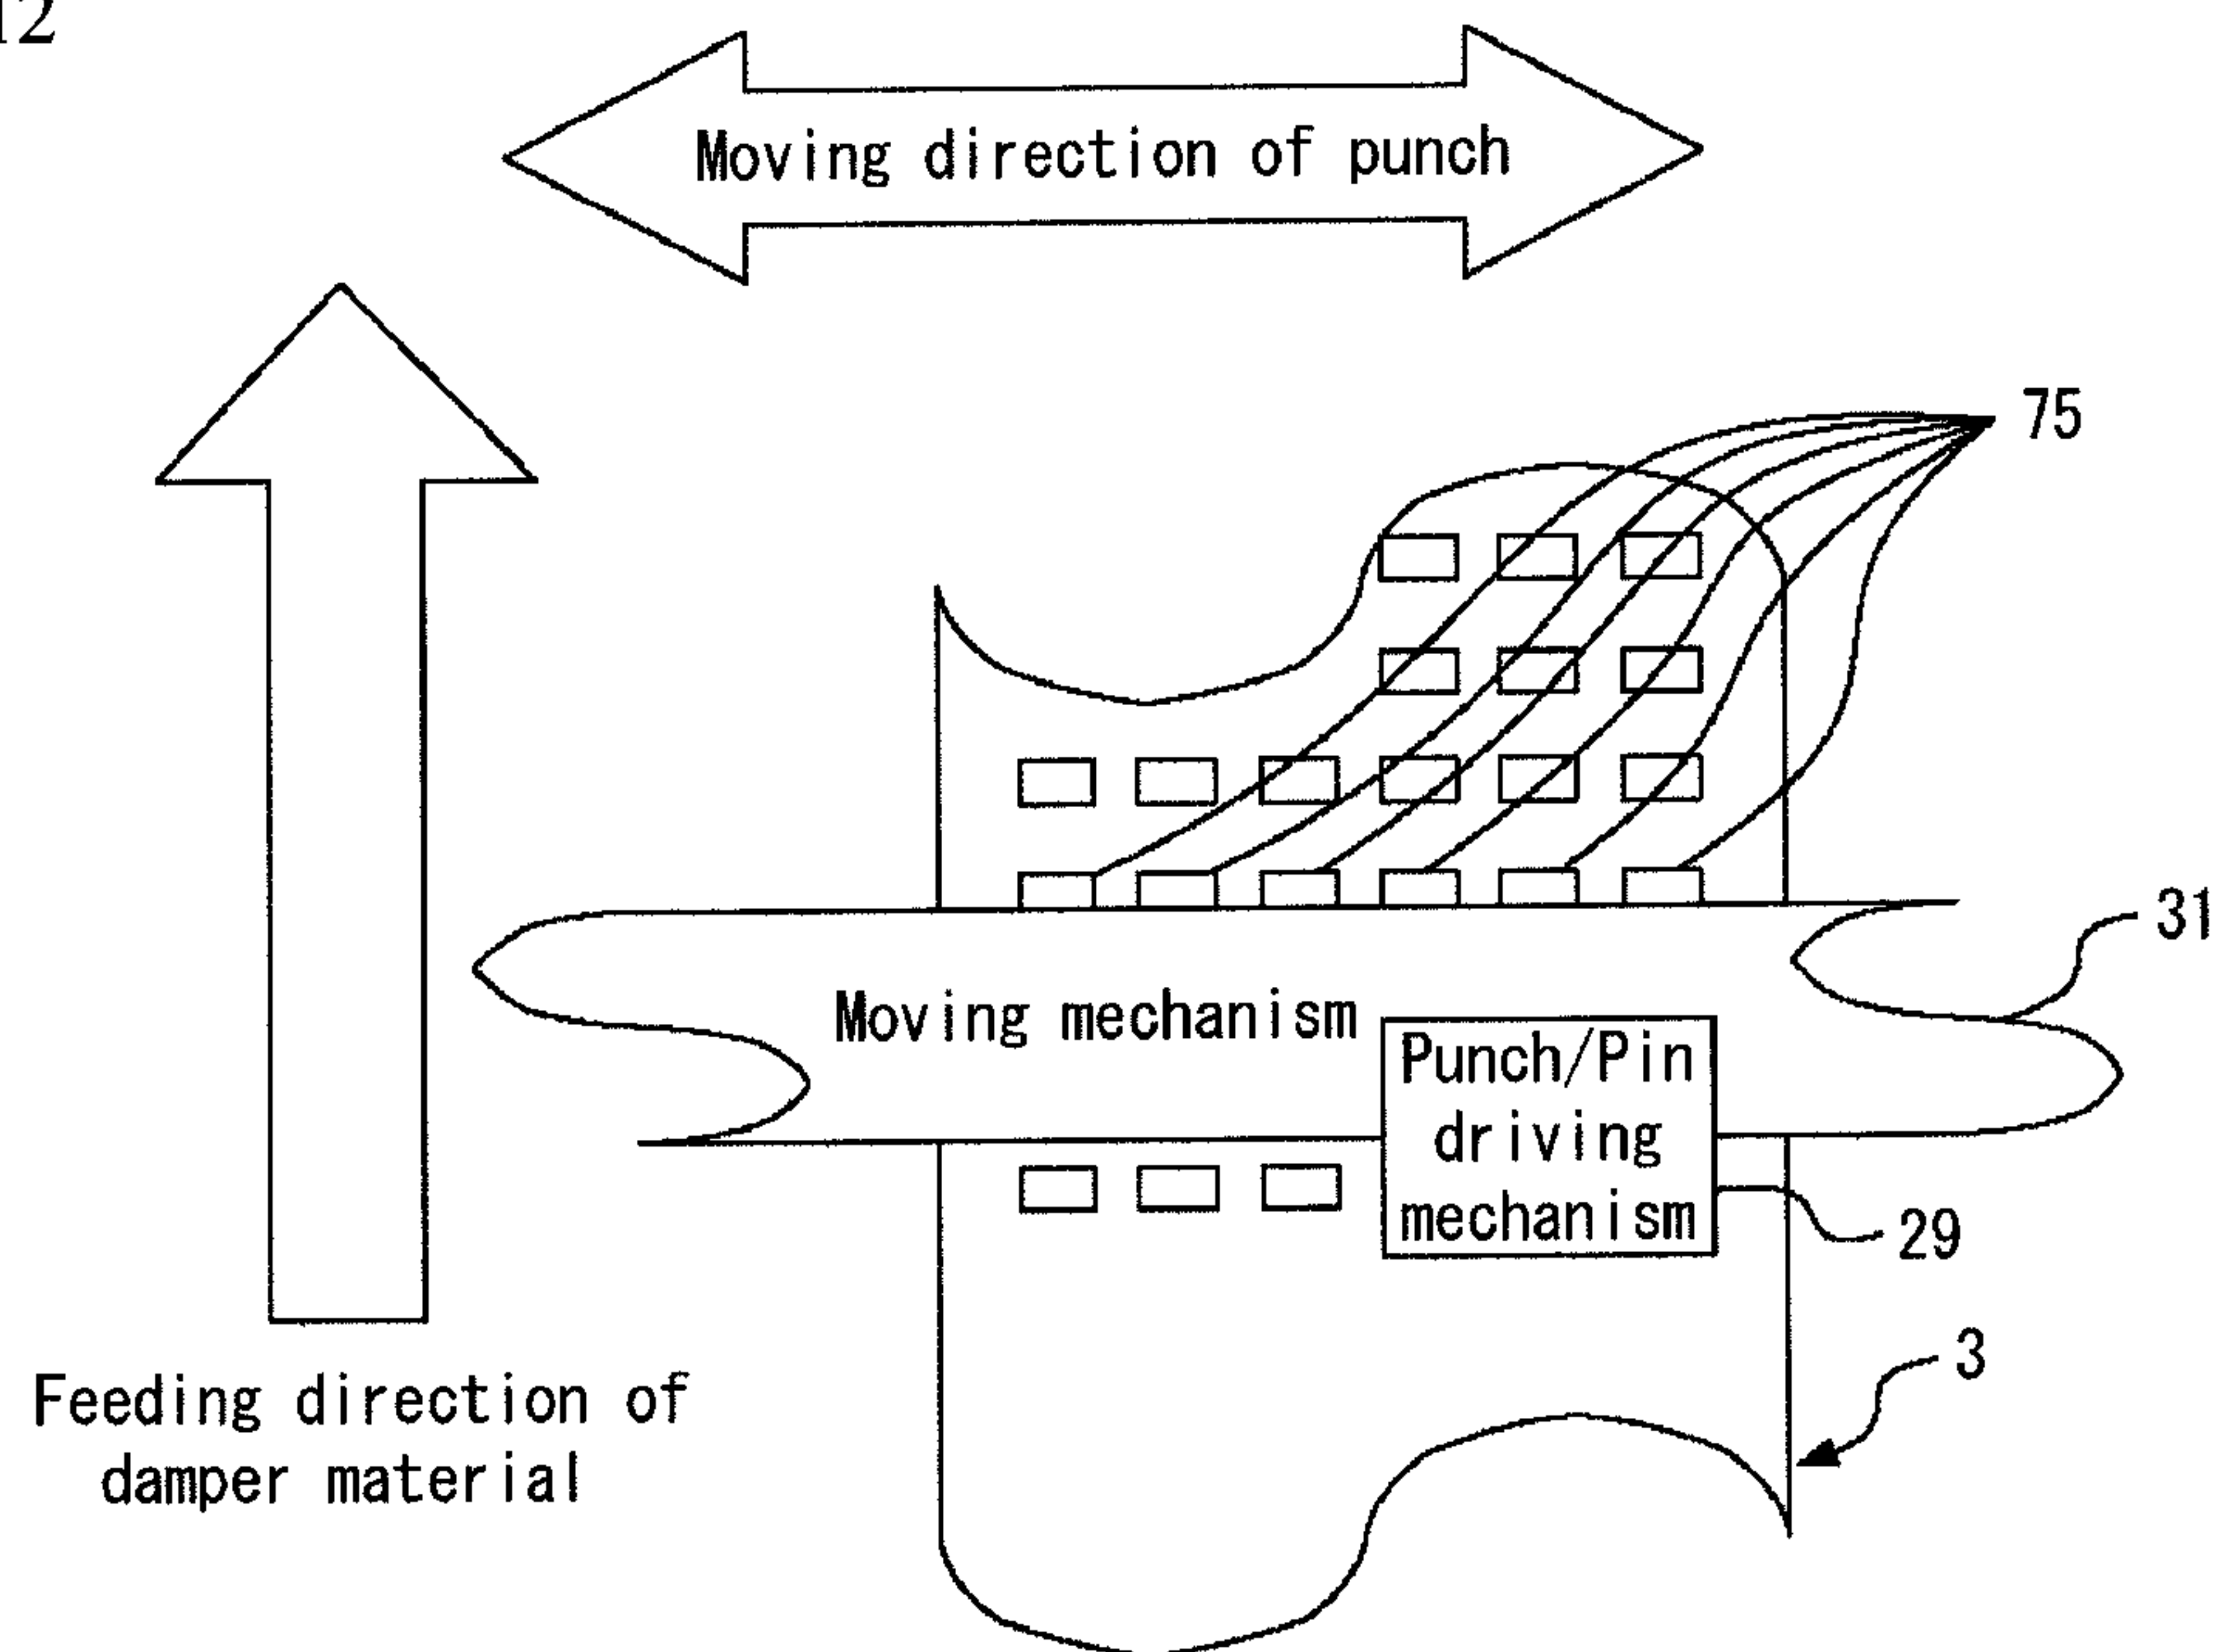 12
Moving direction of punch
75
31
Moving mechanism
Punch/Pin
driving
mechanism
29
3
Feeding direction of
damper material